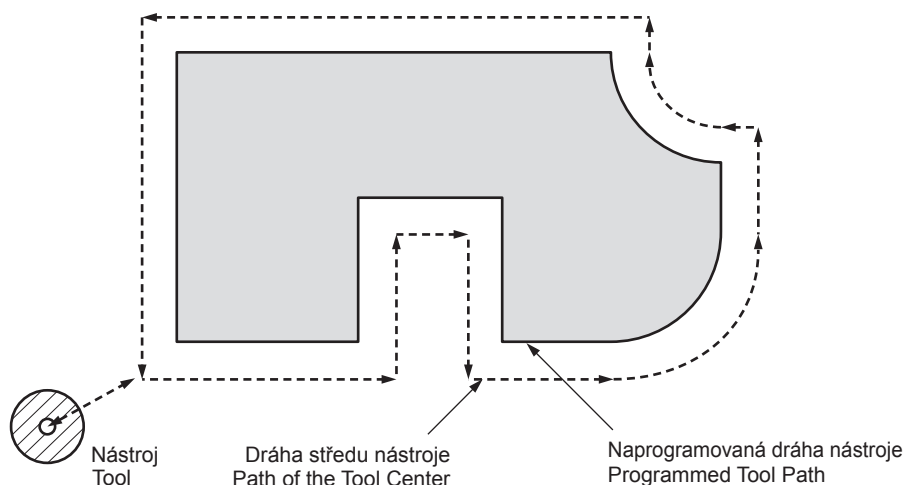 Nástroj
Tool
Dráha středu nástroje
Path of the Tool Center
Naprogramovaná dráha nástroje
Programmed Tool Path